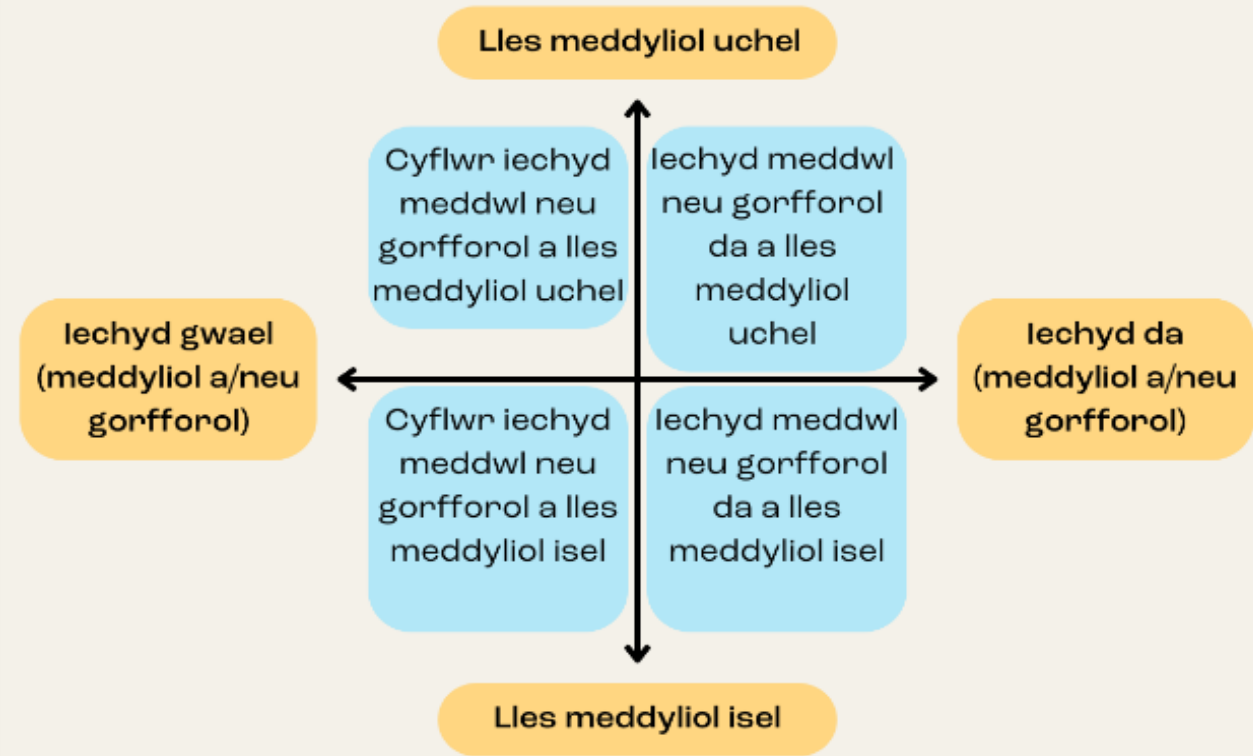 Lles meddyliol uchel
Cyflwr iechyd
meddwl neu
gorfforol a lles
meddyliol uchel
Iechyd meddwl
neu gorfforol
da a lles
meddyliol
uchel
Iechyd gwael
(meddyliol a/neu
gorfforol)
Iechyd da
(meddyliol a/neu
gorfforol)
Cyflwr iechyd
meddwl neu
gorfforol a lles
meddyliol isel
Iechyd meddwl
neu gorfforol
da a lles
meddyliol isel
Lles meddyliol isel